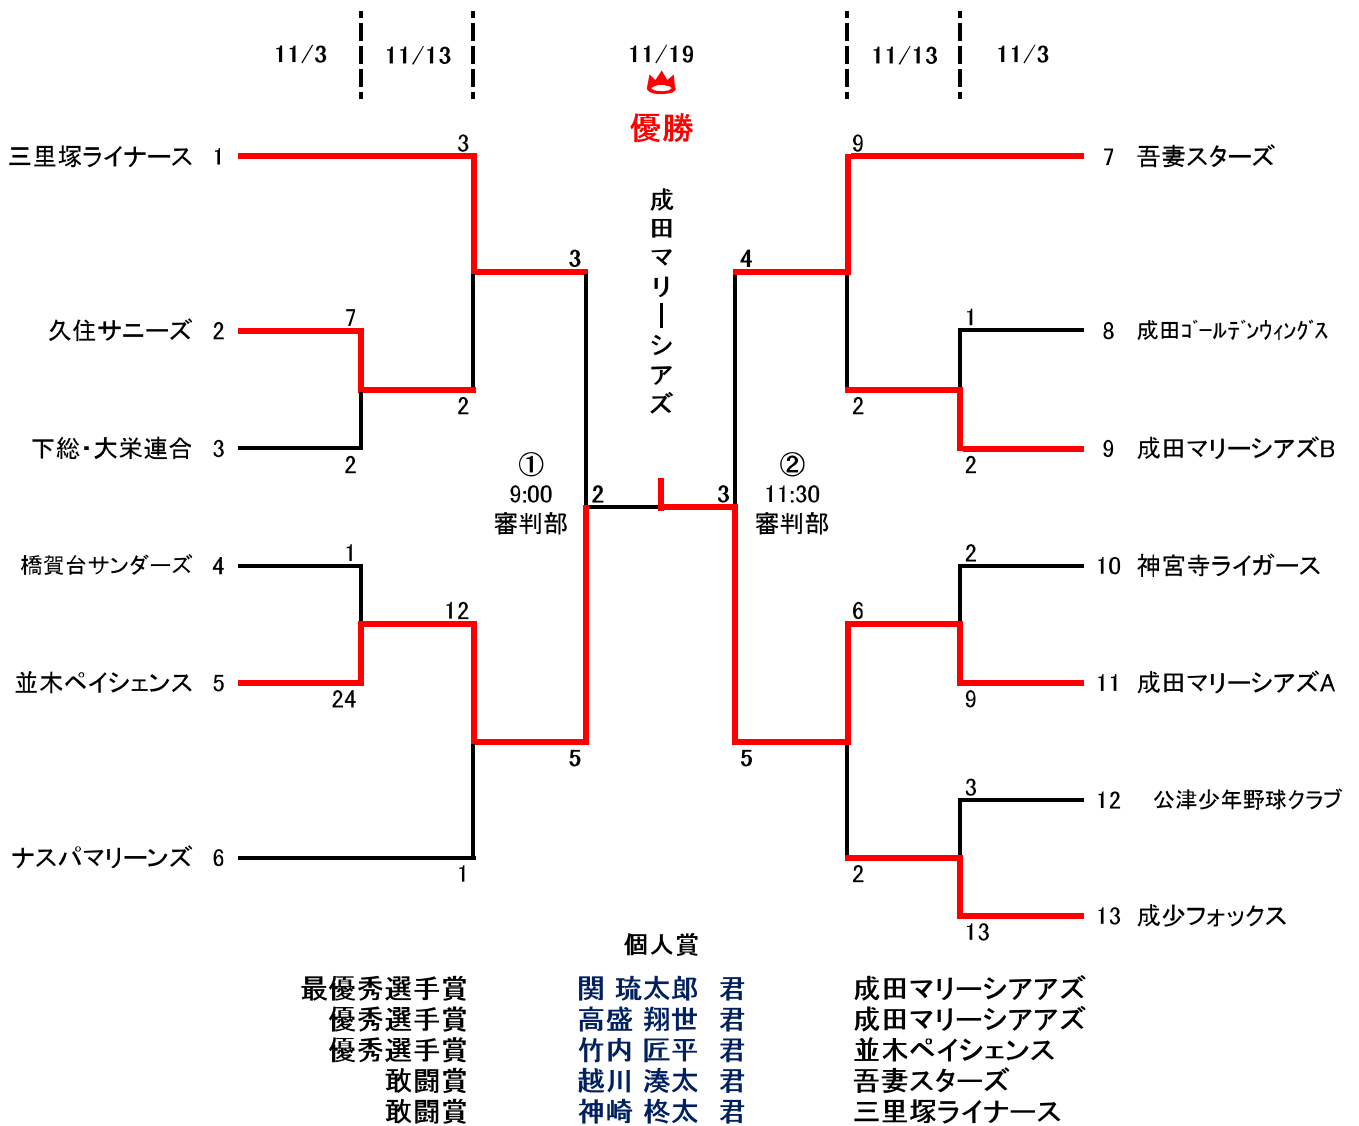 11/3 11/13 11/19 11/13 11/3
優勝
三里塚ライナース 1 3 9 7 吾妻スターズ
成田マリーシアズ
3 4
久住サニーズ 2 7 1 8 成田ｺﾞｰﾙﾃﾞﾝｳｨﾝｸﾞｽ
2 2
下総・大栄連合 3 2 2 9 成田マリーシアズB
① ②
9:00 2 3 11:30
審判部 審判部
橋賀台サンダーズ 4 1 2 10 神宮寺ライガース
12 6
並木ペイシェンス 5 24 9 11 成田マリーシアズA
5 5
3 12 公津少年野球クラブ
ナスパマリーンズ 6 1 2
13 13 成少フォックス
個人賞
最優秀選手賞 関 琉太郎 君 成田マリーシアアズ
優秀選手賞 高盛 翔世 君 成田マリーシアアズ
優秀選手賞 竹内 匠平 君 並木ペイシェンス
敢闘賞 越川 湊太 君 吾妻スターズ
敢闘賞 神崎 柊太 君 三里塚ライナース